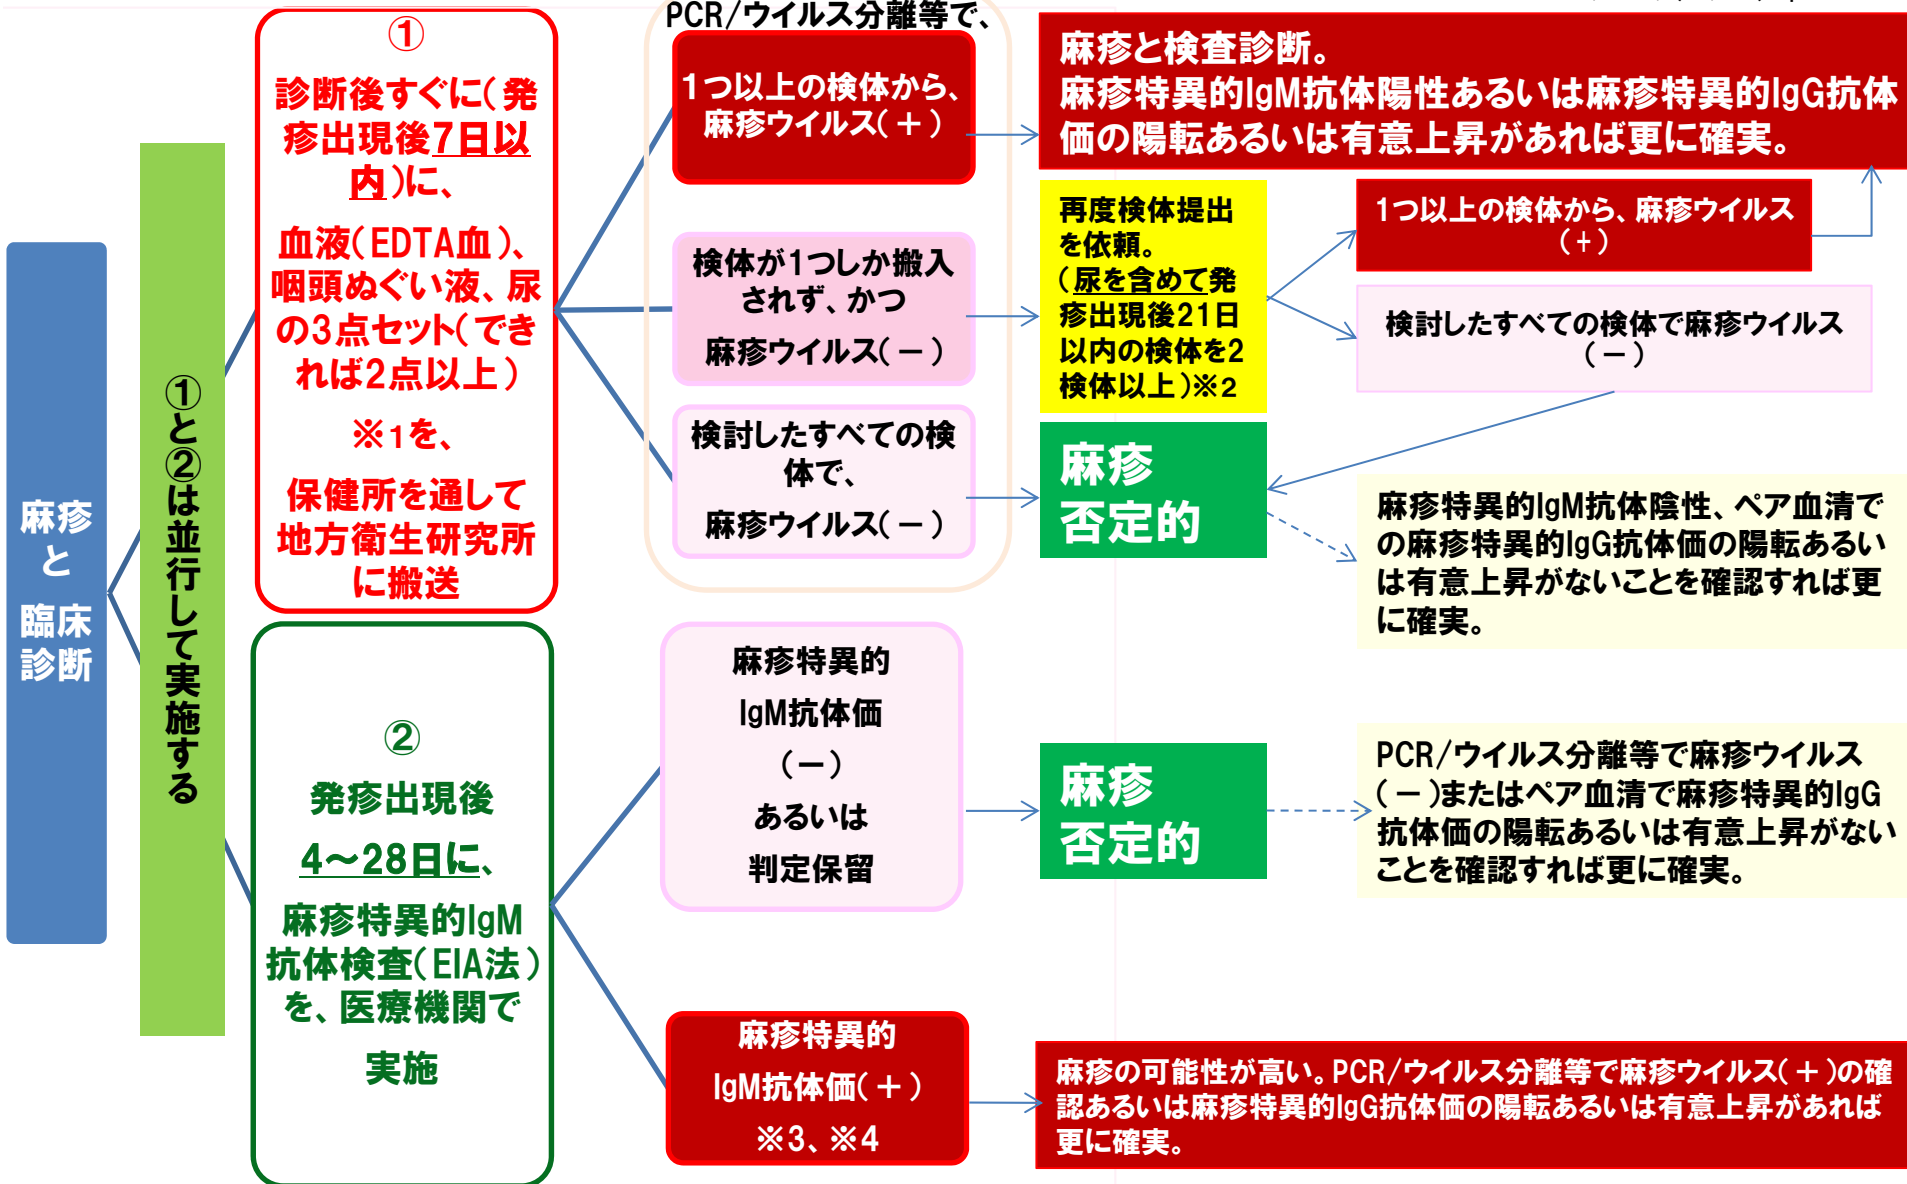 麻疹
と
臨床
診断
①と②は並行して実施する
①
診断後すぐに(発
疹出現後7日以
内)に、
血液(EDTA血)、
咽頭ぬぐい液、尿
の3点セット(でき
れば2点以上)
※1を、
保健所を通して
地方衛生研究所
に搬送
②
発疹出現後
4～28日に、
麻疹特異的IgM
抗体検査(EIA法)
を、医療機関で
実施
PCR/ウイルス分離等で、
1つ以上の検体から、
麻疹ウイルス(+)
検体が1つしか搬入
されず、かつ
麻疹ウイルス(－)
検討したすべての検
体で、
麻疹ウイルス(－)
麻疹と検査診断。
麻疹特異的IgM抗体陽性あるいは麻疹特異的IgG抗体
価の陽転あるいは有意上昇があれば更に確実。
再度検体提出
を依頼。
(尿を含めて発
疹出現後21日
以内の検体を2
検体以上)※2
1つ以上の検体から、麻疹ウイルス
(+)
検討したすべての検体で麻疹ウイルス
(－)
麻疹
否定的
麻疹特異的IgM抗体陰性、ペア血清で
の麻疹特異的IgG抗体価の陽転あるい
は有意上昇がないことを確認すれば更
に確実。
麻疹特異的
IgM抗体価
(－)
あるいは
判定保留
麻疹
否定的
PCR/ウイルス分離等で麻疹ウイルス
(－)またはペア血清で麻疹特異的IgG
抗体価の陽転あるいは有意上昇がない
ことを確認すれば更に確実。
麻疹特異的
IgM抗体価(+)
※3、※4
麻疹の可能性が高い。PCR/ウイルス分離等で麻疹ウイルス(+)の確
認あるいは麻疹特異的IgG抗体価の陽転あるいは有意上昇があれば
更に確実。